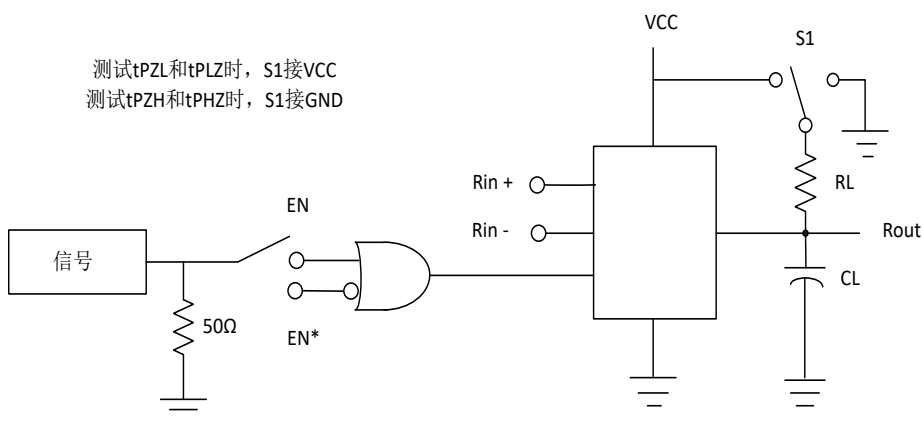 VCC
S1
测试tPZL和tPLZ时，S1接VCC
测试tPZH和tPHZ时，S1接GND
Rin +
RL
EN
Rin -
Rout
信号
CL
50Ω
EN*